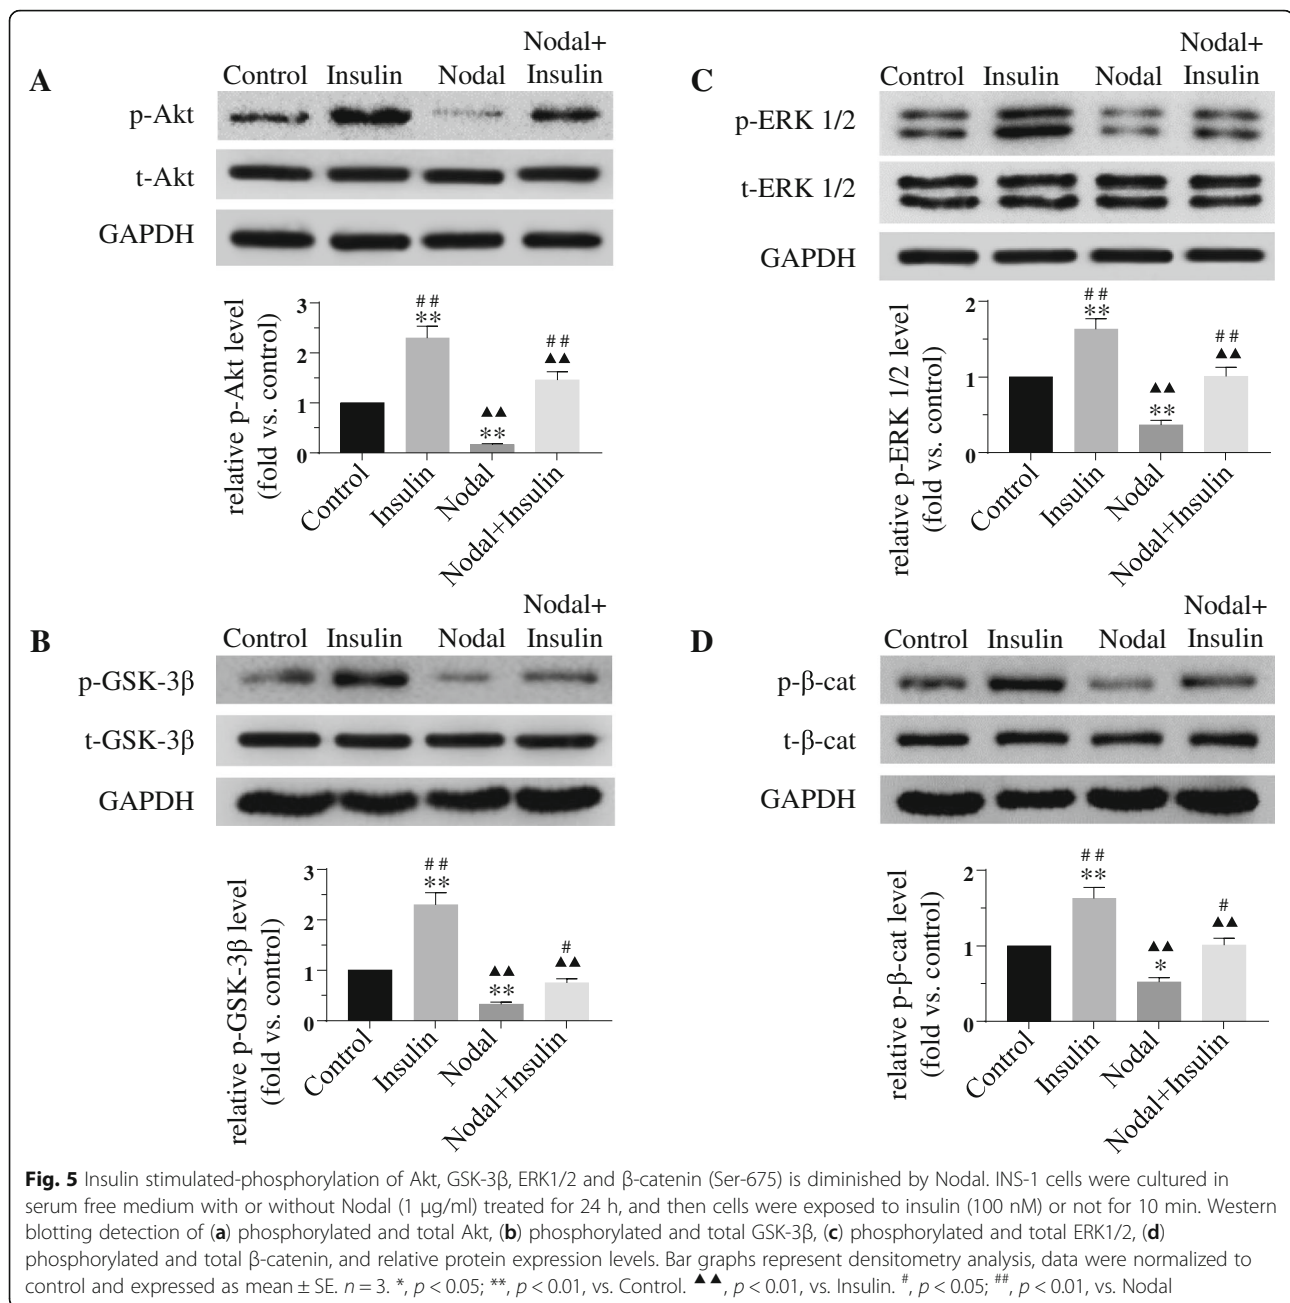 A
Control Insulin Nodal Nodal+
Insulin
p-Akt
t-Akt
GAPDH
relative p-Akt level
(fold vs. control)
3
2
1
0
# #
**
▲▲
**
# #
▲▲
Control
Insulin
Nodal
Nodal+Insulin
C
Control Insulin Nodal Nodal+
Insulin
p-ERK 1/2
t-ERK 1/2
GAPDH
relative p-ERK 1/2 level
(fold vs. control)
2
1
0
# #
**
▲▲
**
# #
▲▲
Control
Insulin
Nodal
Nodal+Insulin
B
Control Insulin Nodal Nodal+
Insulin
p-GSK-3β
t-GSK-3β
GAPDH
relative p-GSK-3β level
(fold vs. control)
3
2
1
0
# #
**
▲▲
**
#
▲▲
Control
Insulin
Nodal
Nodal+Insulin
D
Control Insulin Nodal Nodal+
Insulin
p-β-cat
t-β-cat
GAPDH
relative p-β-cat level
(fold vs. control)
2
1
0
# #
**
▲▲
*
#
▲▲
Control
Insulin
Nodal
Nodal+Insulin
Fig. 5 Insulin stimulated-phosphorylation of Akt, GSK-3β, ERK1/2 and β-catenin (Ser-675) is diminished by Nodal. INS-1 cells were cultured in
serum free medium with or without Nodal (1 μg/ml) treated for 24 h, and then cells were exposed to insulin (100 nM) or not for 10 min. Western
blotting detection of (a) phosphorylated and total Akt, (b) phosphorylated and total GSK-3β, (c) phosphorylated and total ERK1/2, (d)
phosphorylated and total β-catenin, and relative protein expression levels. Bar graphs represent densitometry analysis, data were normalized to
control and expressed as mean ± SE. n = 3. *, p < 0.05; **, p < 0.01, vs. Control. ▲▲, p < 0.01, vs. Insulin. #, p < 0.05; ##, p < 0.01, vs. Nodal